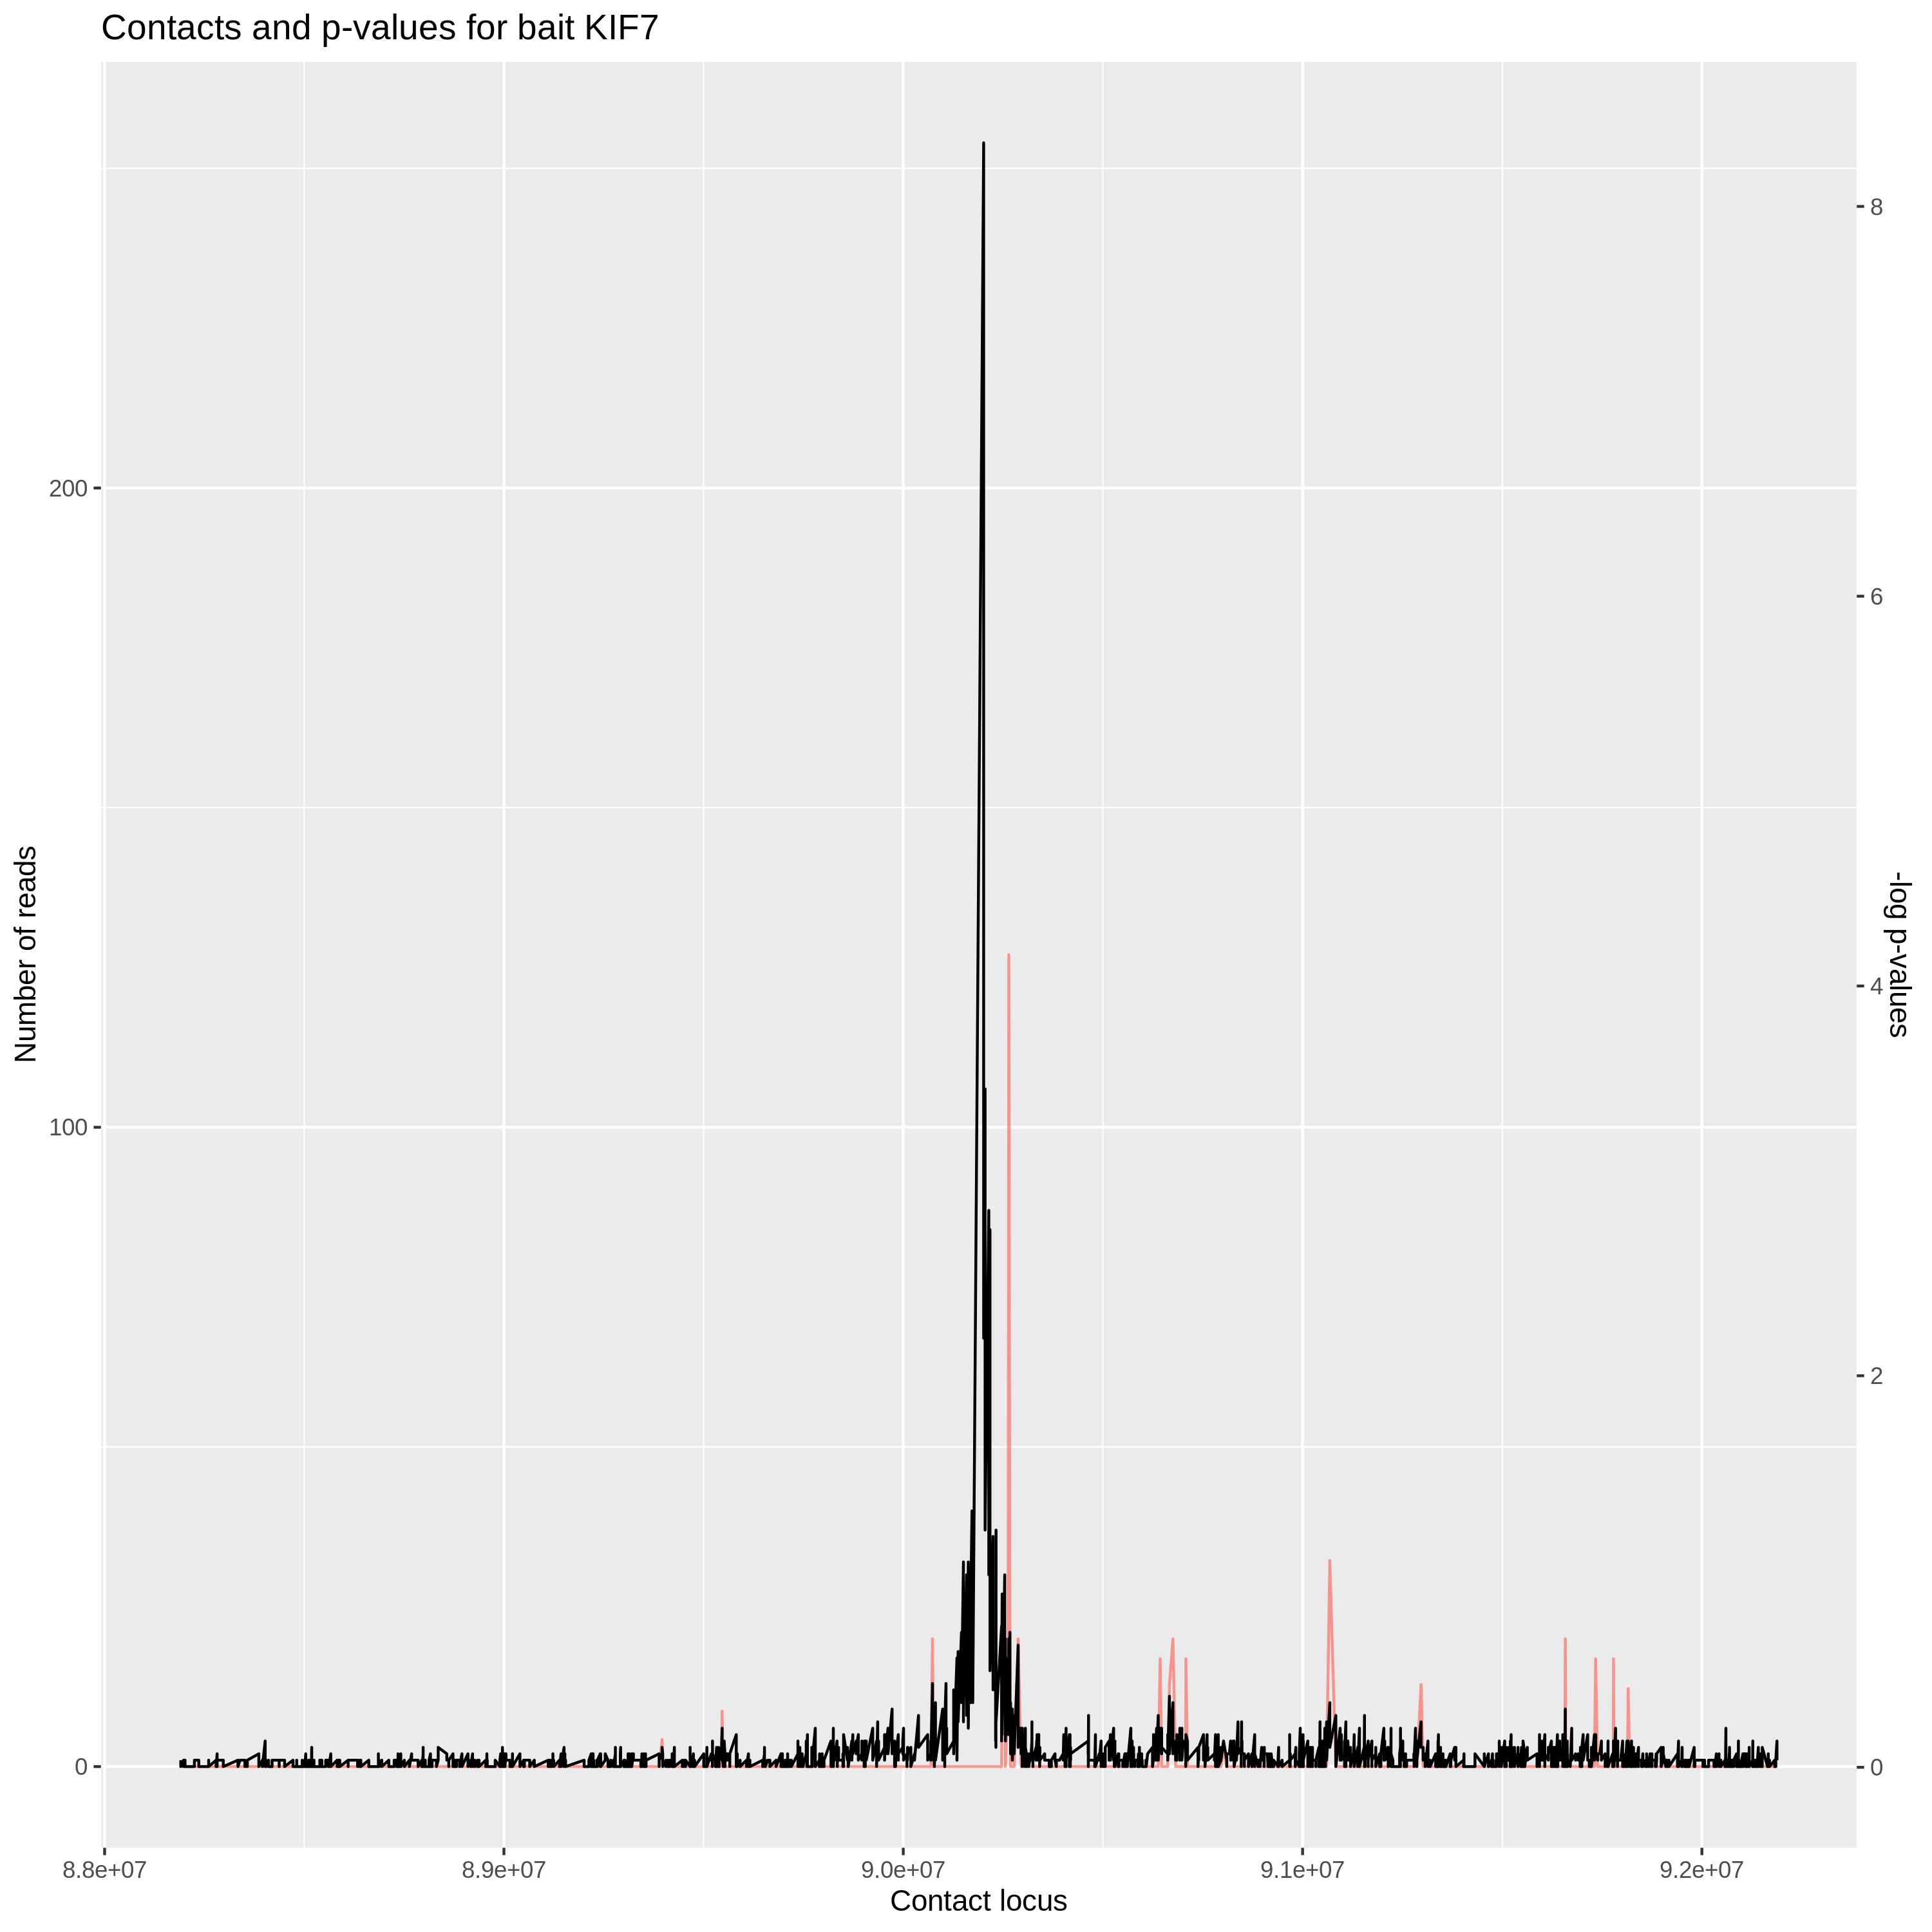 Contacts and p-values for bait KIF7
Number of reads
200
100
0
8
6
4
2
0
-log p-values
8.8e+07 8.9e+07 9.0e+07 9.1e+07 9.2e+07
Contact locus